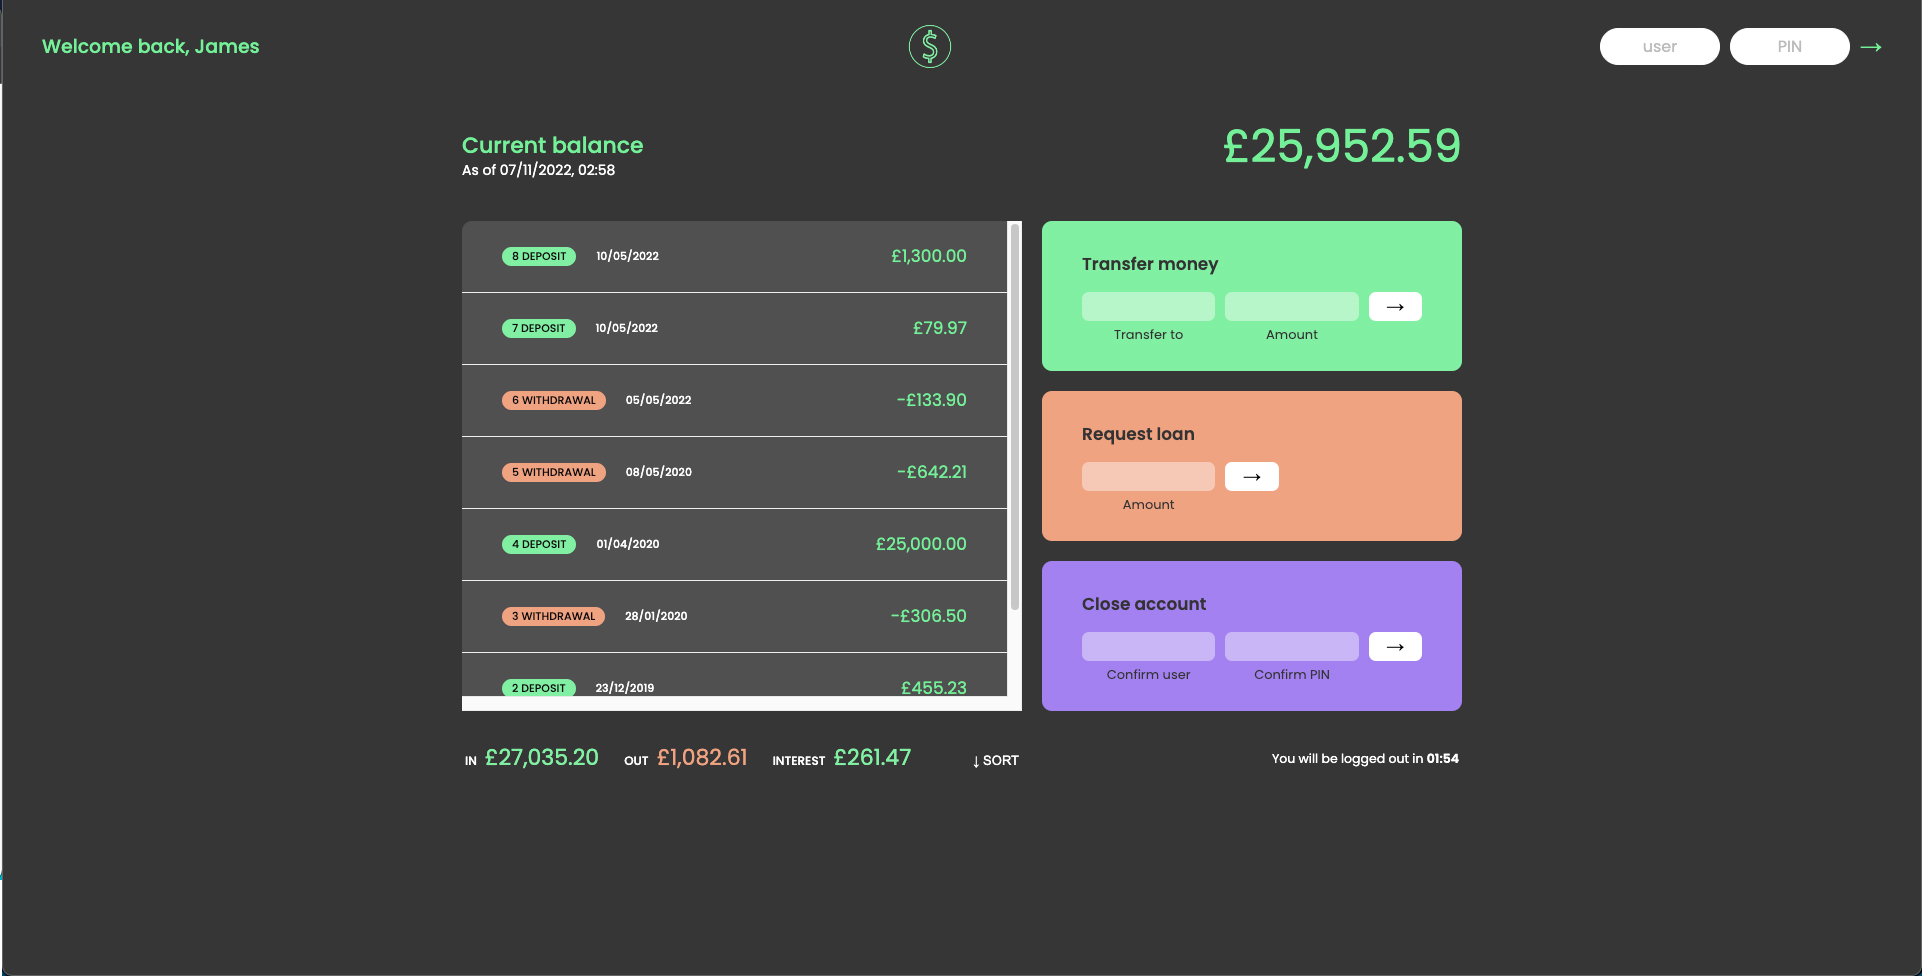 Welcome back, James
$
user PIN →
Current balance
As of 07/11/2022, 02:58
£25,952.59
8 DEPOSIT 10/05/2022 £1,300.00
7 DEPOSIT 10/05/2022 £79.97
6 WITHDRAWAL 05/05/2022 -£133.90
5 WITHDRAWAL 08/05/2020 -£642.21
4 DEPOSIT 01/04/2020 £25,000.00
3 WITHDRAWAL 28/01/2020 -£306.50
2 DEPOSIT 23/12/2019 £455.23
Transfer money
→
Transfer to Amount
Request loan
→
Amount
Close account
→
Confirm user Confirm PIN
IN £27,035.20 OUT £1,082.61 INTEREST £261.47 ↓ SORT
You will be logged out in 01:54